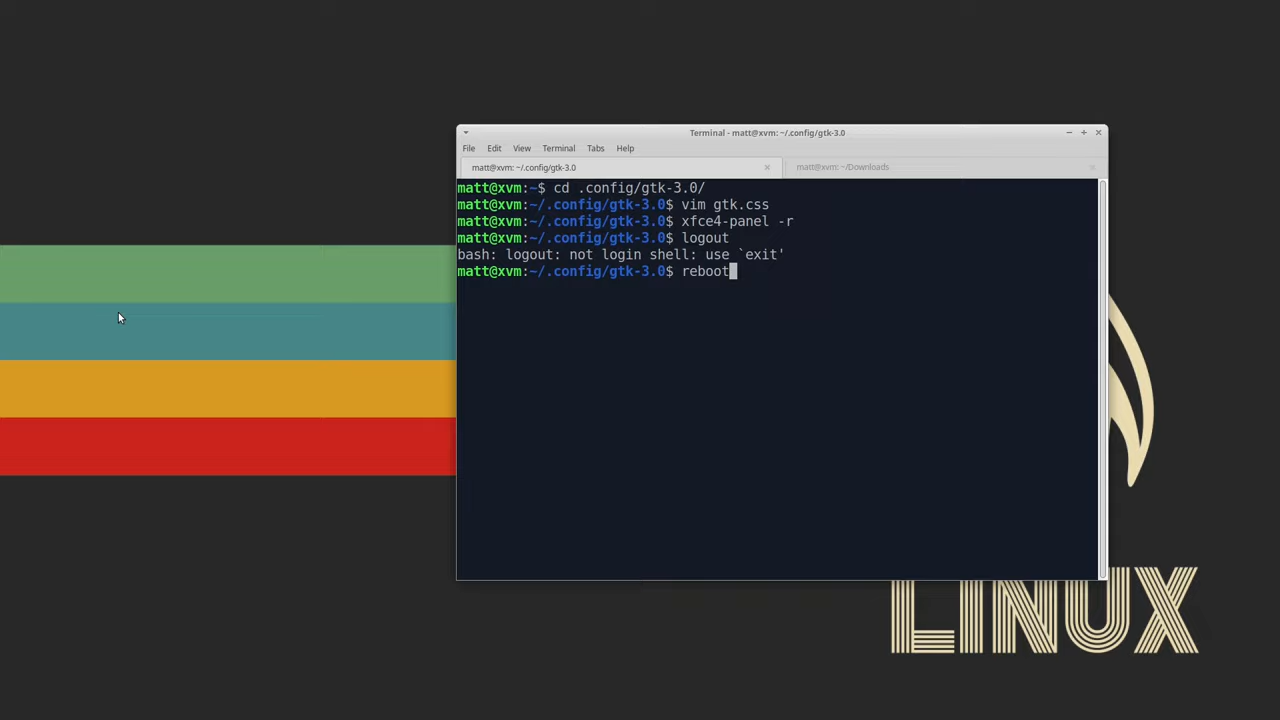 Terminal - matt@xvm: ~/.config/gtk-3.0
File Edit View Terminal Tabs Help
matt@xvm: ~/.config/gtk-3.0 matt@xvm: ~/Downloads
matt@xvm:~$ cd .config/gtk-3.0/
matt@xvm:~/.config/gtk-3.0$ vim gtk.css
matt@xvm:~/.config/gtk-3.0$ xfce4-panel -r
matt@xvm:~/.config/gtk-3.0$ logout
bash: logout: not login shell: use `exit'
matt@xvm:~/.config/gtk-3.0$ reboot
LINUX